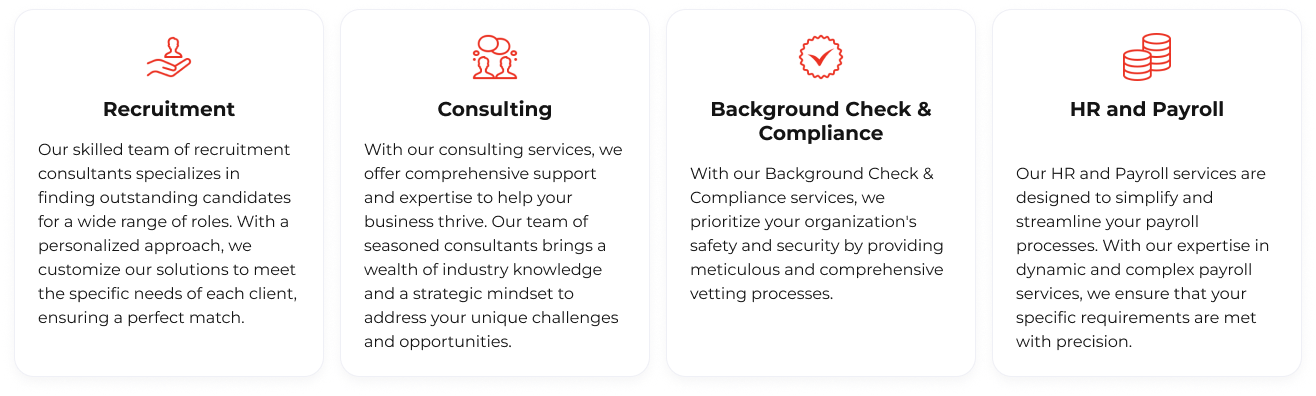 Recruitment
Our skilled team of recruitment
consultants specializes in
finding outstanding candidates
for a wide range of roles. With a
personalized approach, we
customize our solutions to meet
the specific needs of each client,
ensuring a perfect match.
Consulting
With our consulting services, we
offer comprehensive support
and expertise to help your
business thrive. Our team of
seasoned consultants brings a
wealth of industry knowledge
and a strategic mindset to
address your unique challenges
and opportunities.
Background Check &
Compliance
With our Background Check &
Compliance services, we
prioritize your organization's
safety and security by providing
meticulous and comprehensive
vetting processes.
HR and Payroll
Our HR and Payroll services are
designed to simplify and
streamline your payroll
processes. With our expertise in
dynamic and complex payroll
services, we ensure that your
specific requirements are met
with precision.